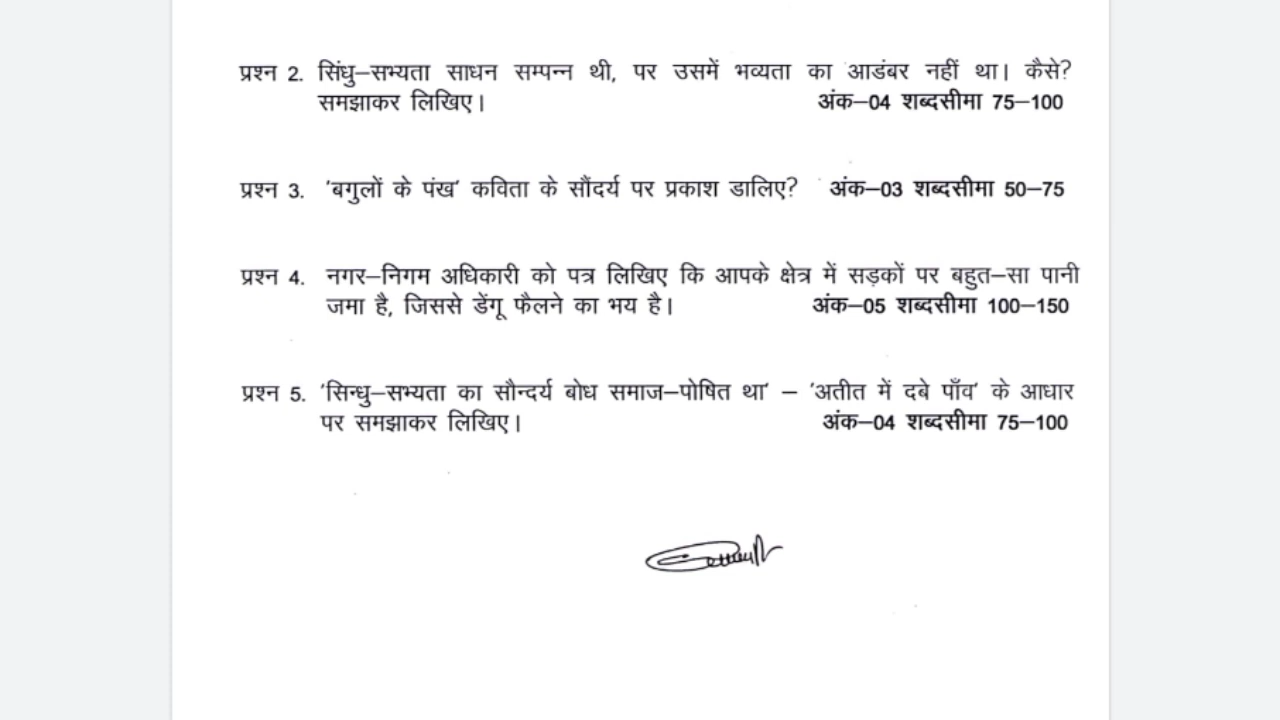 प्रश्न 2. सिंधु–सभ्यता साधन सम्पन्न थी, पर उसमें भव्यता का आडंबर नहीं था। कैसे?
समझाकर लिखिए। अंक–04 शब्दसीमा 75–100
प्रश्न 3. 'बगुलों के पंख' कविता के सौंदर्य पर प्रकाश डालिए? अंक–03 शब्दसीमा 50–75
प्रश्न 4. नगर–निगम अधिकारी को पत्र लिखिए कि आपके क्षेत्र में सड़कों पर बहुत–सा पानी
जमा है, जिससे डेंगू फैलने का भय है। अंक–05 शब्दसीमा 100–150
प्रश्न 5. 'सिन्धु–सभ्यता का सौन्दर्य बोध समाज–पोषित था' – 'अतीत में दबे पाँव' के आधार
पर समझाकर लिखिए। अंक–04 शब्दसीमा 75–100